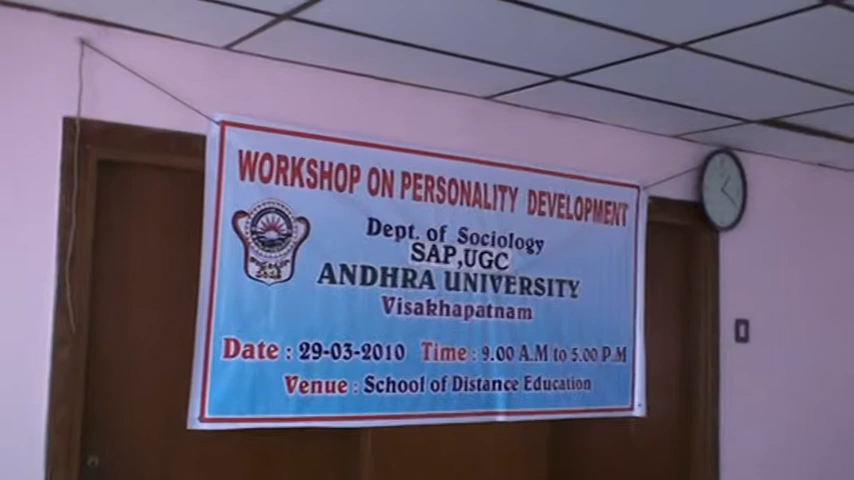 WORKSHOP ON PERSONALITY DEVELOPMENT
Dept. of Sociology
SAP,UGC
ANDHRA UNIVERSITY
Visakhapatnam
Date : 29-03-2010 Time : 9.00 A.M to 5.00 P.M
Venue : School of Distance Education